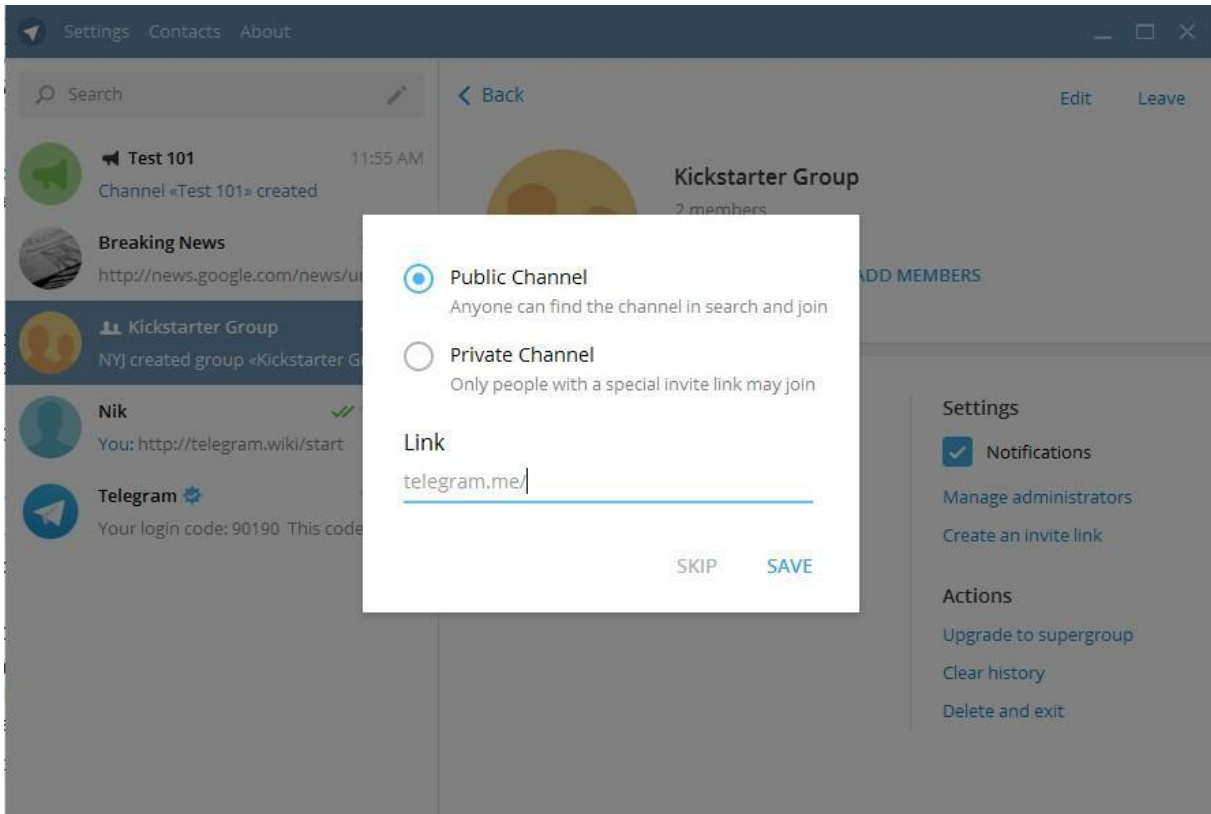 Settings Contacts About
Search
Back
Edit Leave
Test 101 11:55 AM
Channel «Test 101» created
Breaking News
http://news.google.com/news/
Kickstarter Group
NYJ created group «Kickstarter
Nik
You: http://telegram.wiki/start
Telegram
Your login code: 90190 This code
Kickstarter Group
2 members
ADD MEMBERS
Public Channel
Anyone can find the channel in search and join
Private Channel
Only people with a special invite link may join
Link
telegram.me/
SKIP SAVE
Settings
Notifications
Manage administrators
Create an invite link
Actions
Upgrade to supergroup
Clear history
Delete and exit